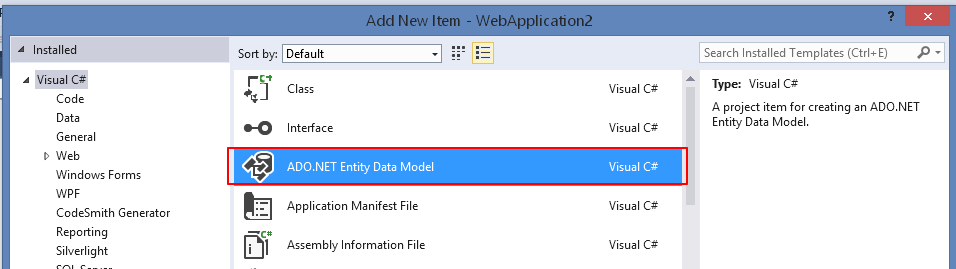 Add New Item - WebApplication2
?
Installed
Sort by: Default
Search Installed Templates (Ctrl+E)
Visual C#
Code
Data
General
Web
Windows Forms
WPF
CodeSmith Generator
Reporting
Silverlight
SQL Server
Class Visual C#
Interface Visual C#
ADO.NET Entity Data Model Visual C#
Application Manifest File Visual C#
Assembly Information File Visual C#
Type: Visual C#
A project item for creating an ADO.NET
Entity Data Model.